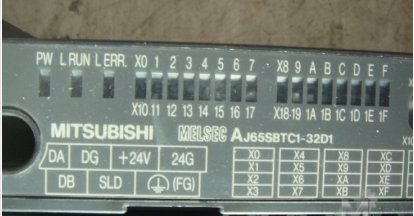 PW L RUN L ERR. X0 1 2 3 4 5 6 7 X8 9 A B C D E F
X10 11 12 13 14 15 16 17 X18 19 1A 1B 1C 1D 1E 1F
MITSUBISHI MELSEC AJ65SBTC1-32D1
DA DG +24V 24G X0 X4 X8 XC
X1 X5 X9 XD
DB SLD (FG) X2 X6 XA XE
X3 X7 XB XF